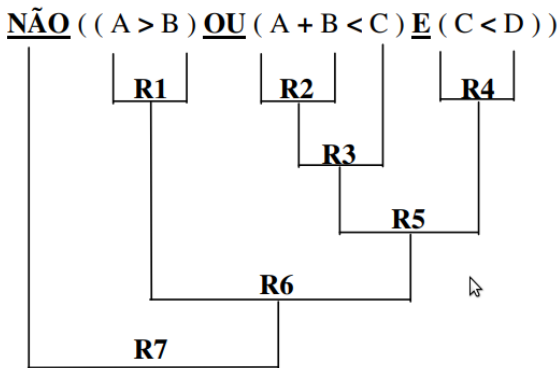 NÃO ( ( A > B ) OU ( A + B < C ) E ( C < D ) )
R1 R2 R4
R3
R5
R6
R7